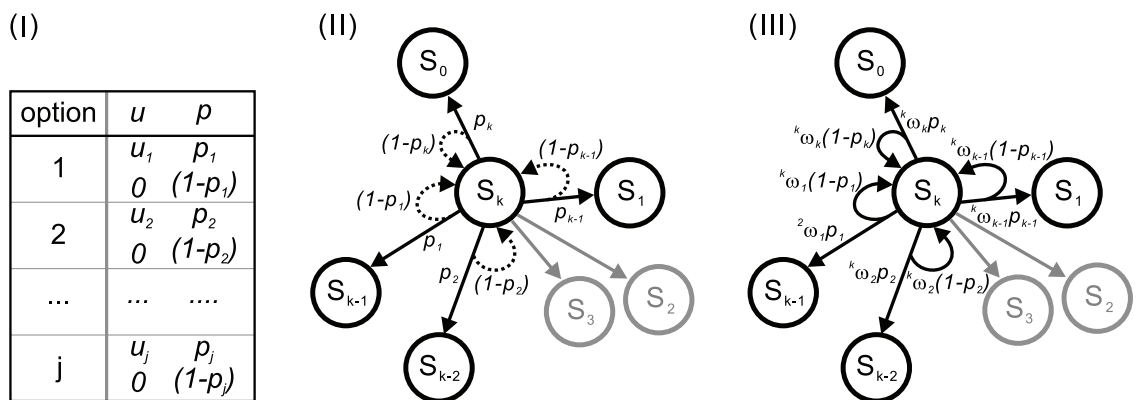 (I)
option u p
1 u₁ p₁
0 (1-p₁)
2 u₂ p₂
0 (1-p₂)
... ... ....
j uⱼ pⱼ
0 (1-pⱼ)
(II)
S₀
pₖ
(1-pₖ)
(1-pₖ₋₁)
Sₖ
S₁
(1-p₁)
pₖ₋₁
p₁
p₂
(1-p₂)
Sₖ₋₁
S₃
S₂
Sₖ₋₂
(III)
S₀
ᵏωₖpₖ
ᵏωₖ(1-pₖ)
ᵏωₖ₋₁(1-pₖ₋₁)
Sₖ
S₁
ᵏω₁(1-p₁)
ᵏωₖ₋₁pₖ₋₁
²ω₁p₁
ᵏω₂p₂
ᵏω₂(1-p₂)
Sₖ₋₁
S₃
S₂
Sₖ₋₂